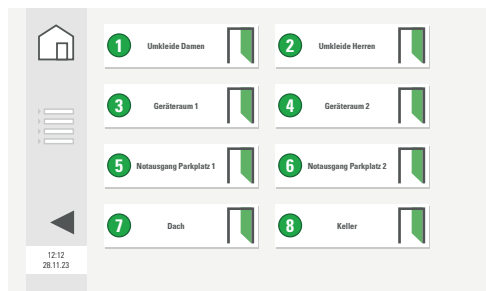 1 Umkleide Damen
2 Umkleide Herren
3 Geräteraum 1
4 Geräteraum 2
5 Notausgang Parkplatz 1
6 Notausgang Parkplatz 2
7 Dach
8 Keller
12:12
28.11.23